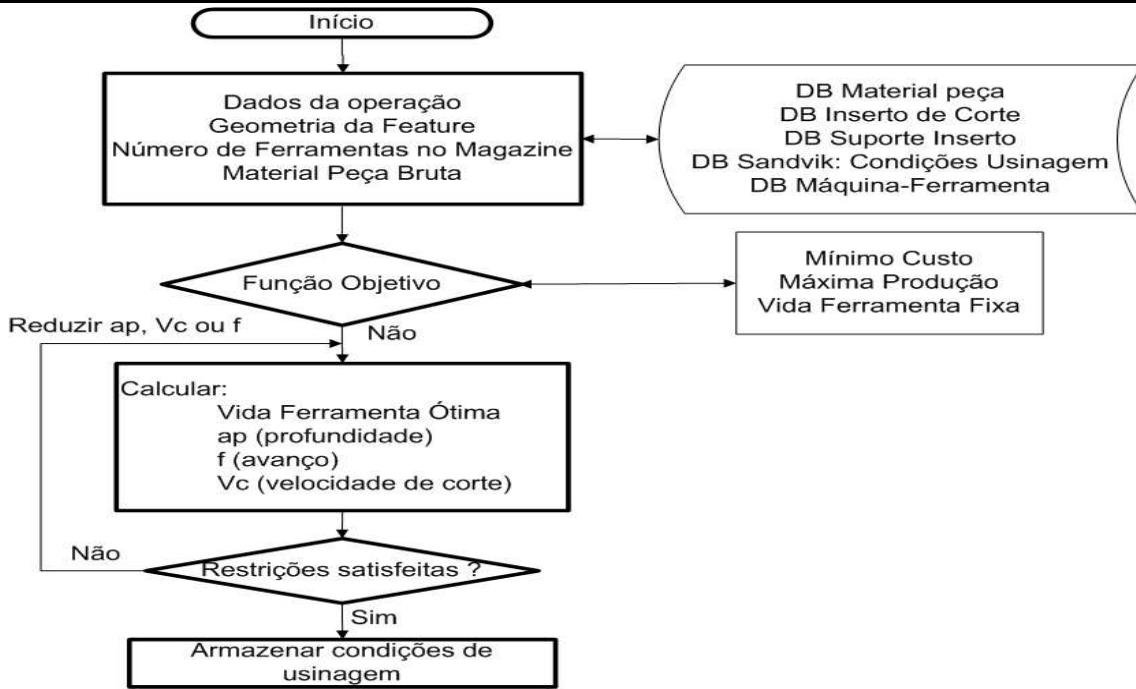 Início
Dados da operação
Geometria da Feature
Número de Ferramentas no Magazine
Material Peça Bruta
DB Material peça
DB Inserto de Corte
DB Suporte Inserto
DB Sandvik: Condições Usinagem
DB Máquina-Ferramenta
Função Objetivo
Mínimo Custo
Máxima Produção
Vida Ferramenta Fixa
Reduzir ap, Vc ou f
Não
Calcular:
Vida Ferramenta Ótima
ap (profundidade)
f (avanço)
Vc (velocidade de corte)
Não
Restrições satisfeitas ?
Sim
Armazenar condições de
usinagem